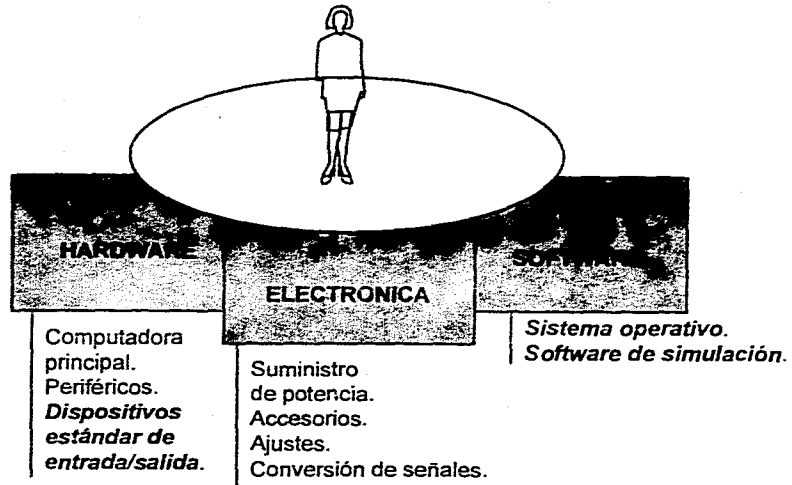 HARDWARE
Computadora
principal.
Periféricos.
Dispositivos
estándar de
entrada/salida.
ELECTRONICA
Suministro
de potencia.
Accesorios.
Ajustes.
Conversión de señales.
SOFTWARE
Sistema operativo.
Software de simulación.